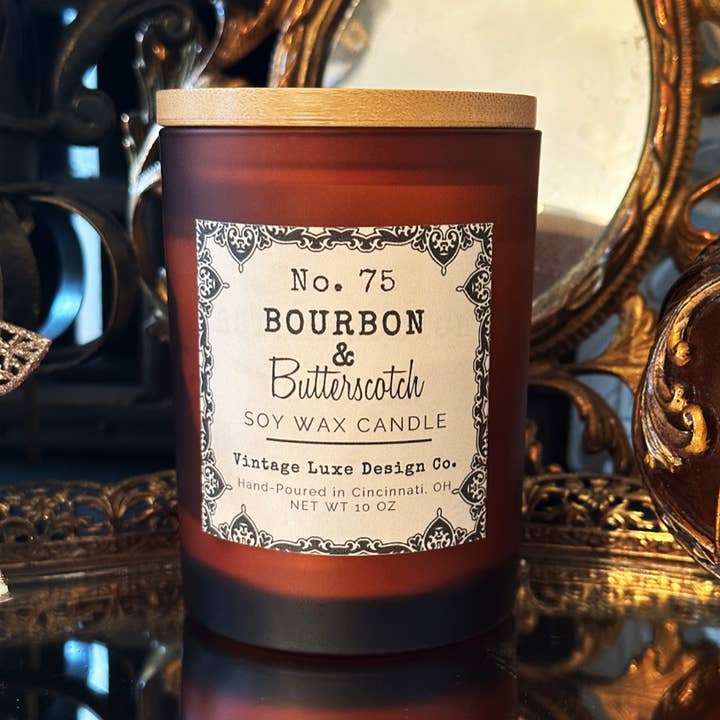 No. 75
BOURBON
&
Butterscotch
SOY WAX CANDLE
Vintage Luxe Design Co.
Hand-Poured in Cincinnati, OH
NET WT 10 OZ